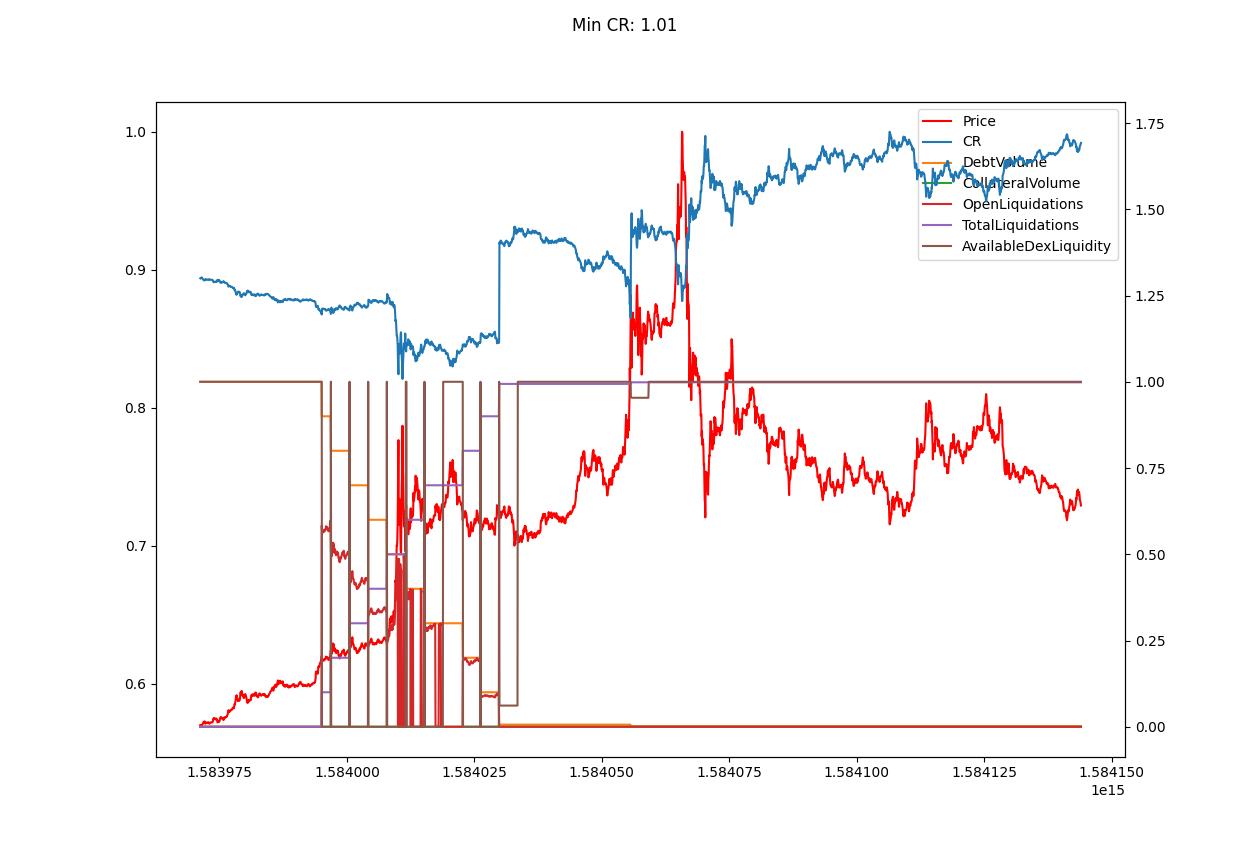 Min CR: 1.01
Price
CR
DebtVolume
CollateralVolume
OpenLiquidations
TotalLiquidations
AvailableDexLiquidity
1.0
0.9
0.8
0.7
0.6
1.75
1.50
1.25
1.00
0.75
0.50
0.25
0.00
1.583975 1.584000 1.584025 1.584050 1.584075 1.584100 1.584125 1.584150
1e15